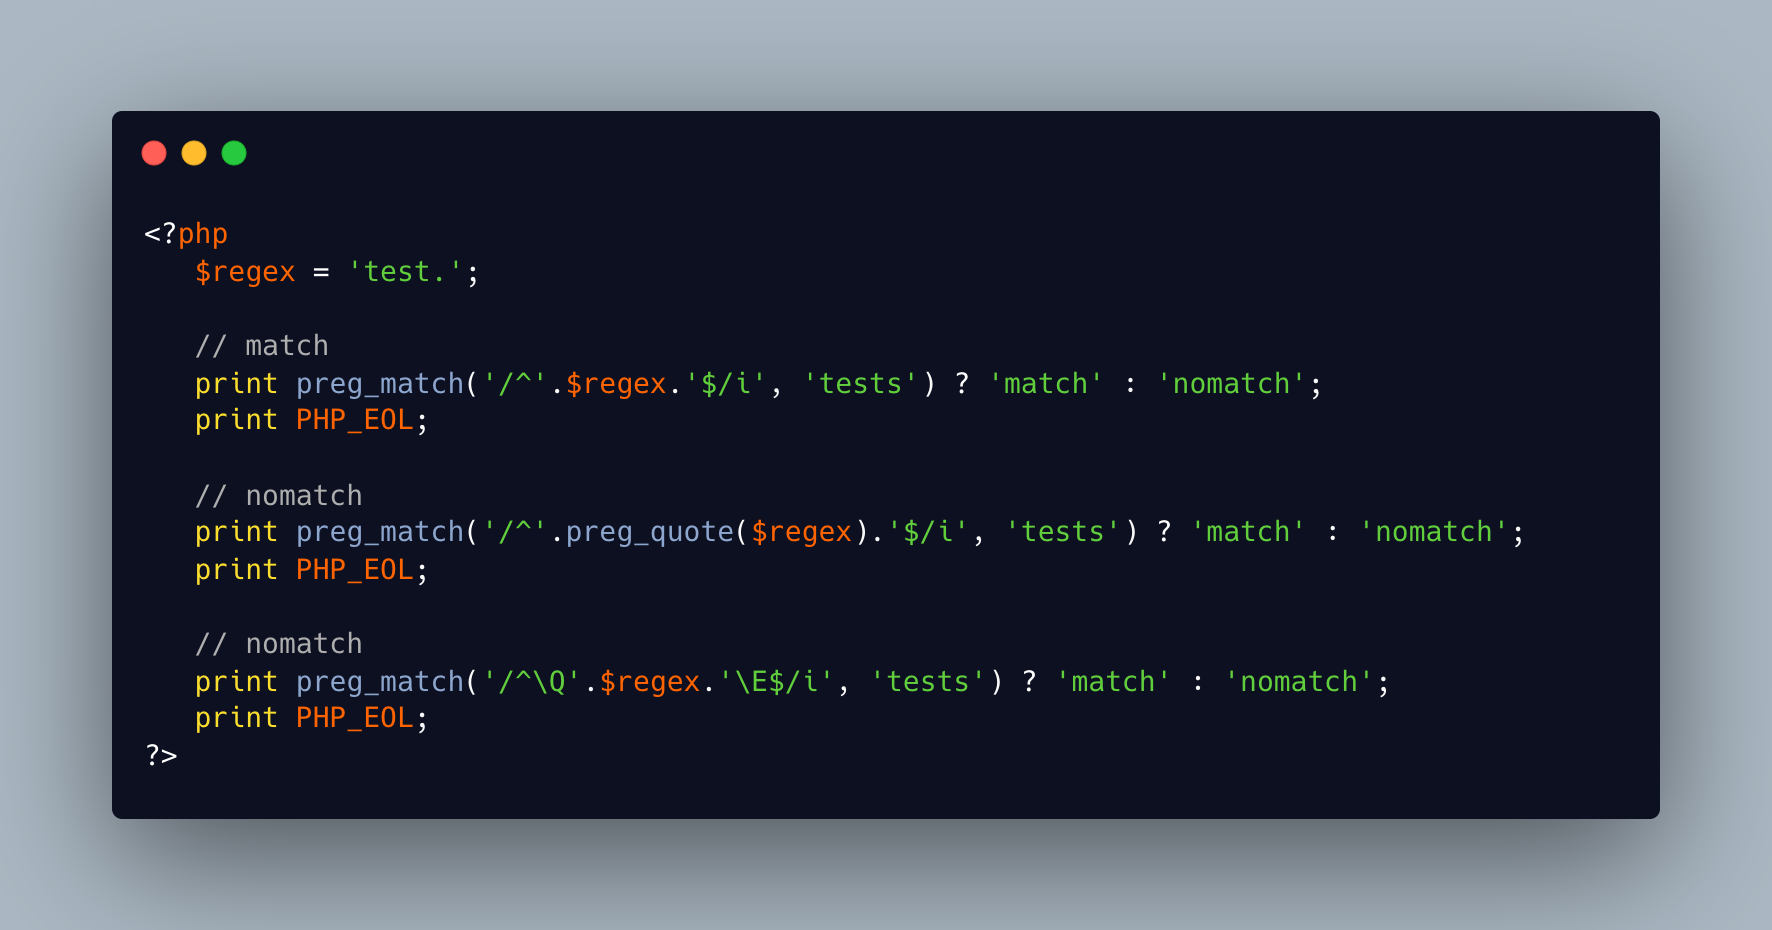 <?php
   $regex = 'test.';

   // match
   print preg_match('/^'.$regex.'$/i', 'tests') ? 'match' : 'nomatch';
   print PHP_EOL;

   // nomatch
   print preg_match('/^'.preg_quote($regex).'$/i', 'tests') ? 'match' : 'nomatch';
   print PHP_EOL;

   // nomatch
   print preg_match('/^\Q'.$regex.'\E$/i', 'tests') ? 'match' : 'nomatch';
   print PHP_EOL;
?>